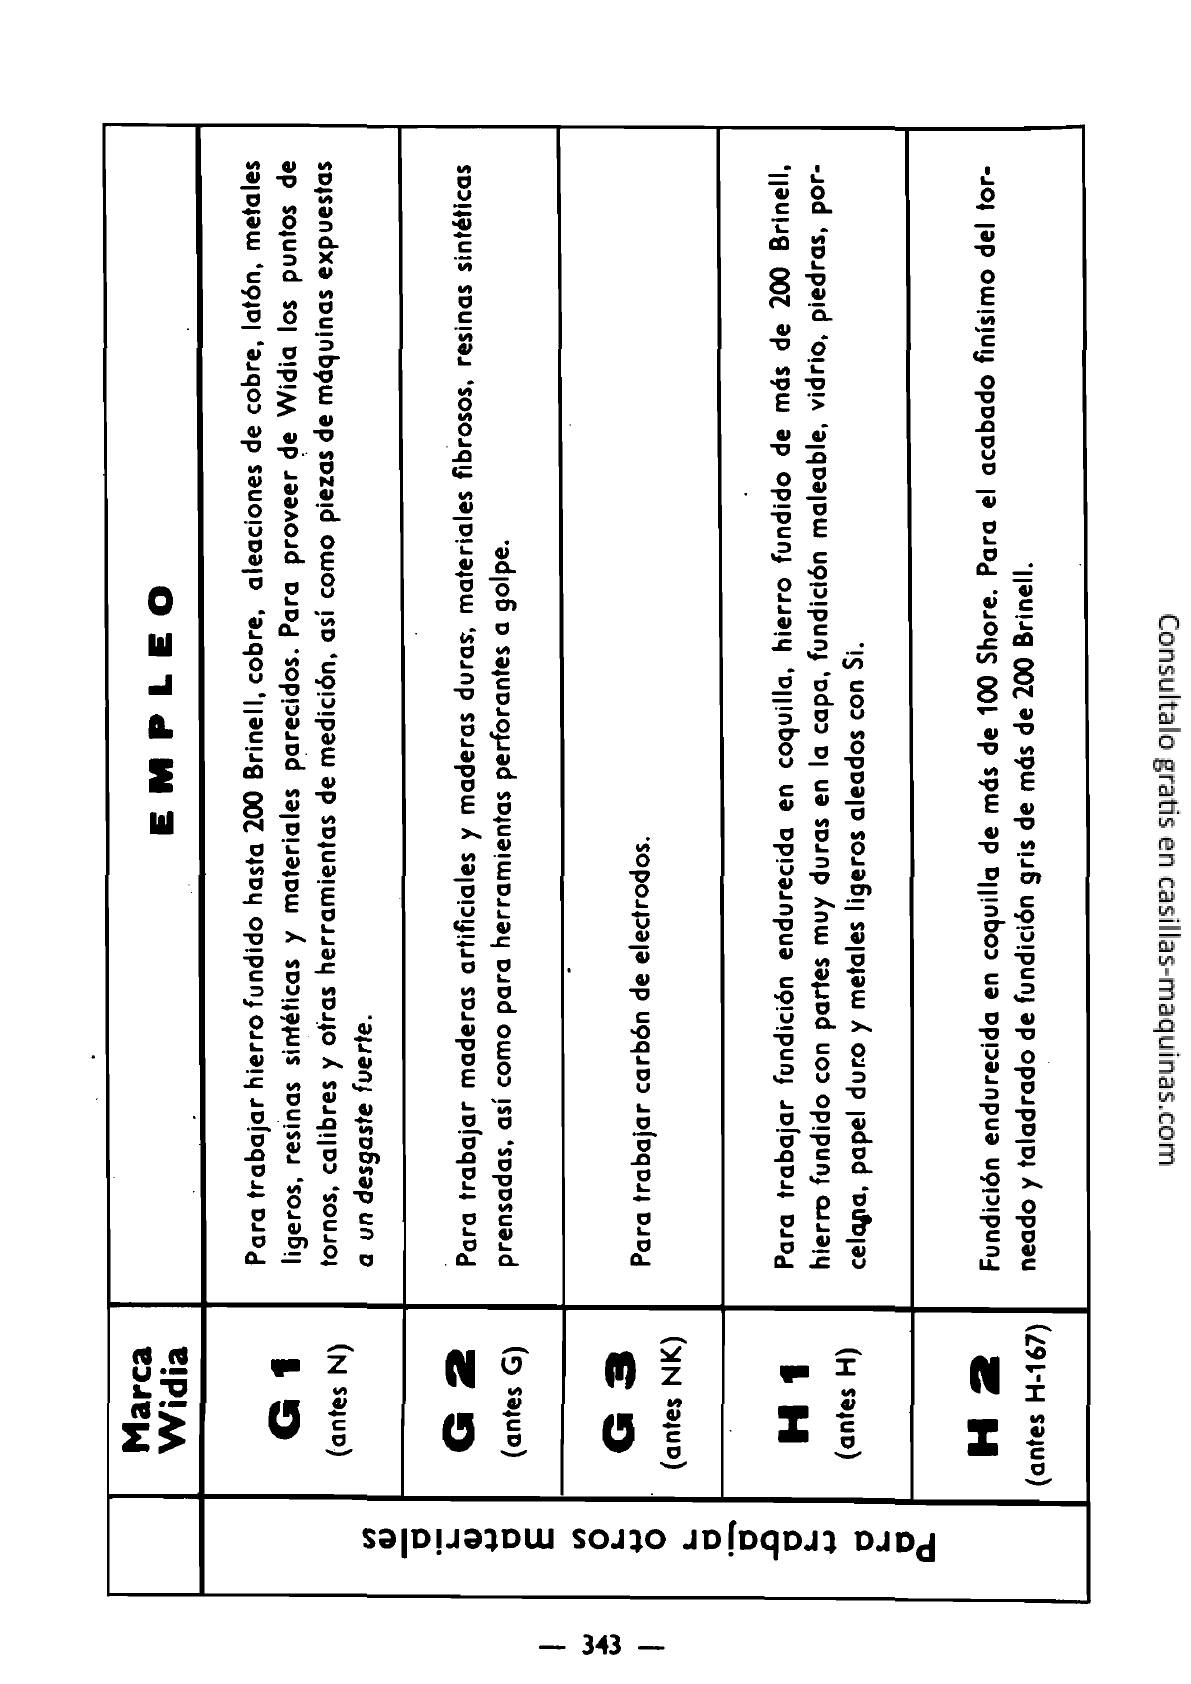 Marca
Widia
EMPLEO
Para trabajar otros materiales
G 1
(antes N)
Para trabajar hierro fundido hasta 200 Brinell, cobre, aleaciones de cobre, latón, metales
ligeros, resinas sintéticas y materiales parecidos. Para proveer de Widia los puntos de
tornos, calibres y otras herramientas de medición, así como piezas de máquinas expuestas
a un desgaste fuerte.
G 2
(antes G)
Para trabajar maderas artificiales y maderas duras, materiales fibrosos, resinas sintéticas
prensadas, así como para herramientas perforantes a golpe.
G 3
(antes NK)
Para trabajar carbón de electrodos.
H 1
(antes H)
Para trabajar fundición endurecida en coquilla, hierro fundido de más de 200 Brinell,
hierro fundido con partes muy duras en la capa, fundición maleable, vidrio, piedras, por-
celana, papel duro y metales ligeros aleados con Si.
H 2
(antes H-167)
Fundición endurecida en coquilla de más de 100 Shore. Para el acabado finísimo del tor-
neado y taladrado de fundición gris de más de 200 Brinell.
— 343 —
Consultalo gratis en casillas-maquinas.com